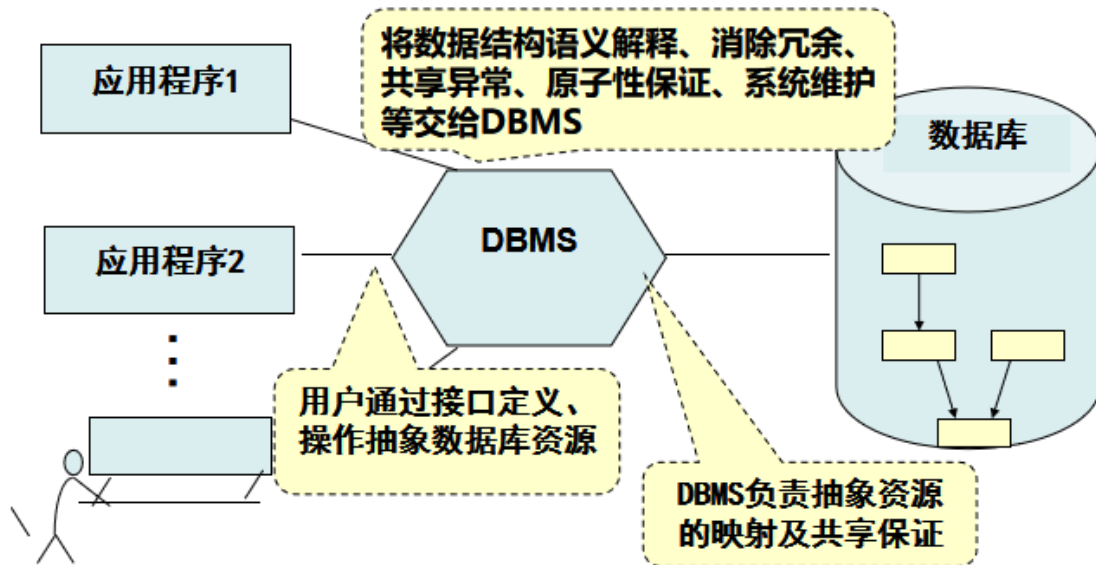 将数据结构语义解释、消除冗余、
共享异常、原子性保证、系统维护
等交给DBMS
应用程序1
数据库
DBMS
应用程序2
用户通过接口定义、
操作抽象数据库资源
DBMS负责抽象资源
的映射及共享保证